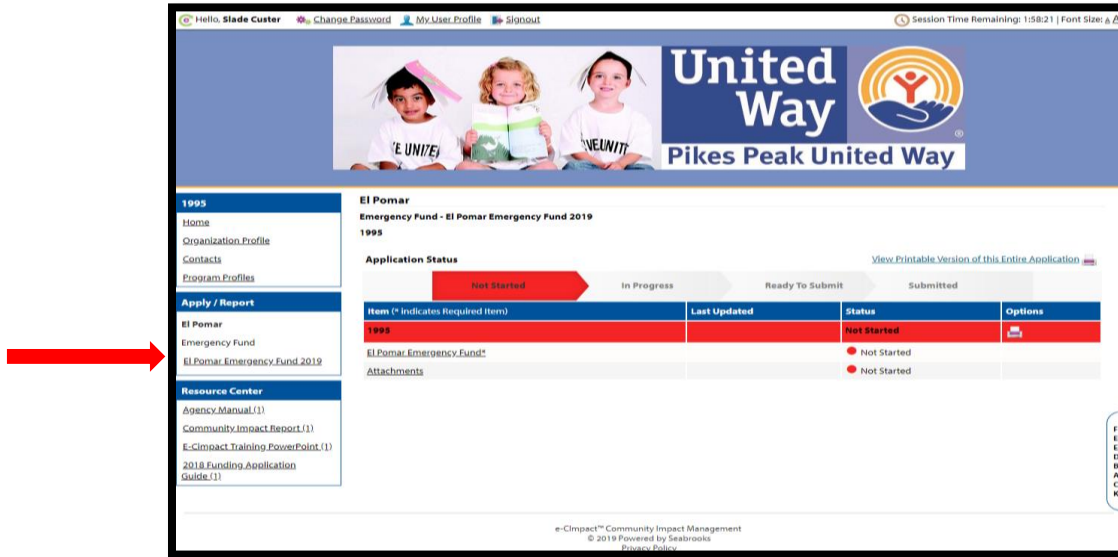 Hello, Slade Custer Change Password My User Profile Signout Session Time Remaining: 1:58:21 | Font Size: A A
United
Way
Pikes Peak United Way
VE UNITE
IVEUNITE
1995
Home
Organization Profile
Contacts
Program Profiles
Apply / Report
El Pomar
Emergency Fund
El Pomar Emergency Fund 2019
Resource Center
Agency Manual (1)
Community Impact Report (1)
E-CImpact Training PowerPoint (1)
2018 Funding Application
Guide (1)
El Pomar
Emergency Fund - El Pomar Emergency Fund 2019
1995
Application Status View Printable Version of this Entire Application
Not Started In Progress Ready To Submit Submitted
Item (* indicates Required Item) Last Updated Status Options
1995 Not Started
El Pomar Emergency Fund* Not Started
Attachments Not Started
F
E
E
D
B
A
C
K
e-CImpact™ Community Impact Management
© 2019 Powered by Seabrooks
Privacy Policy